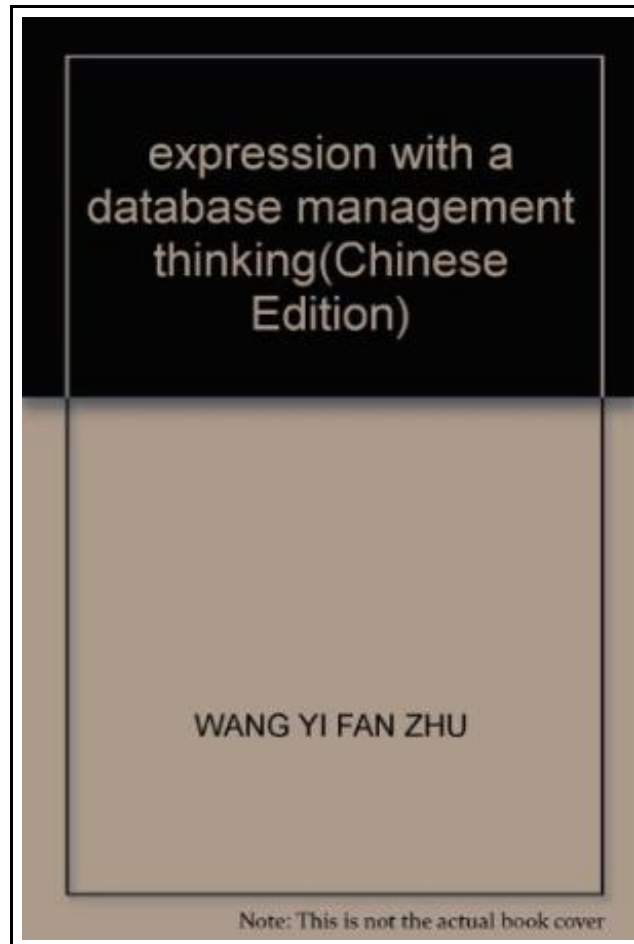 expression with a
database management
thinking(Chinese
Edition)
WANG YI FAN ZHU
Note: This is not the actual book cover